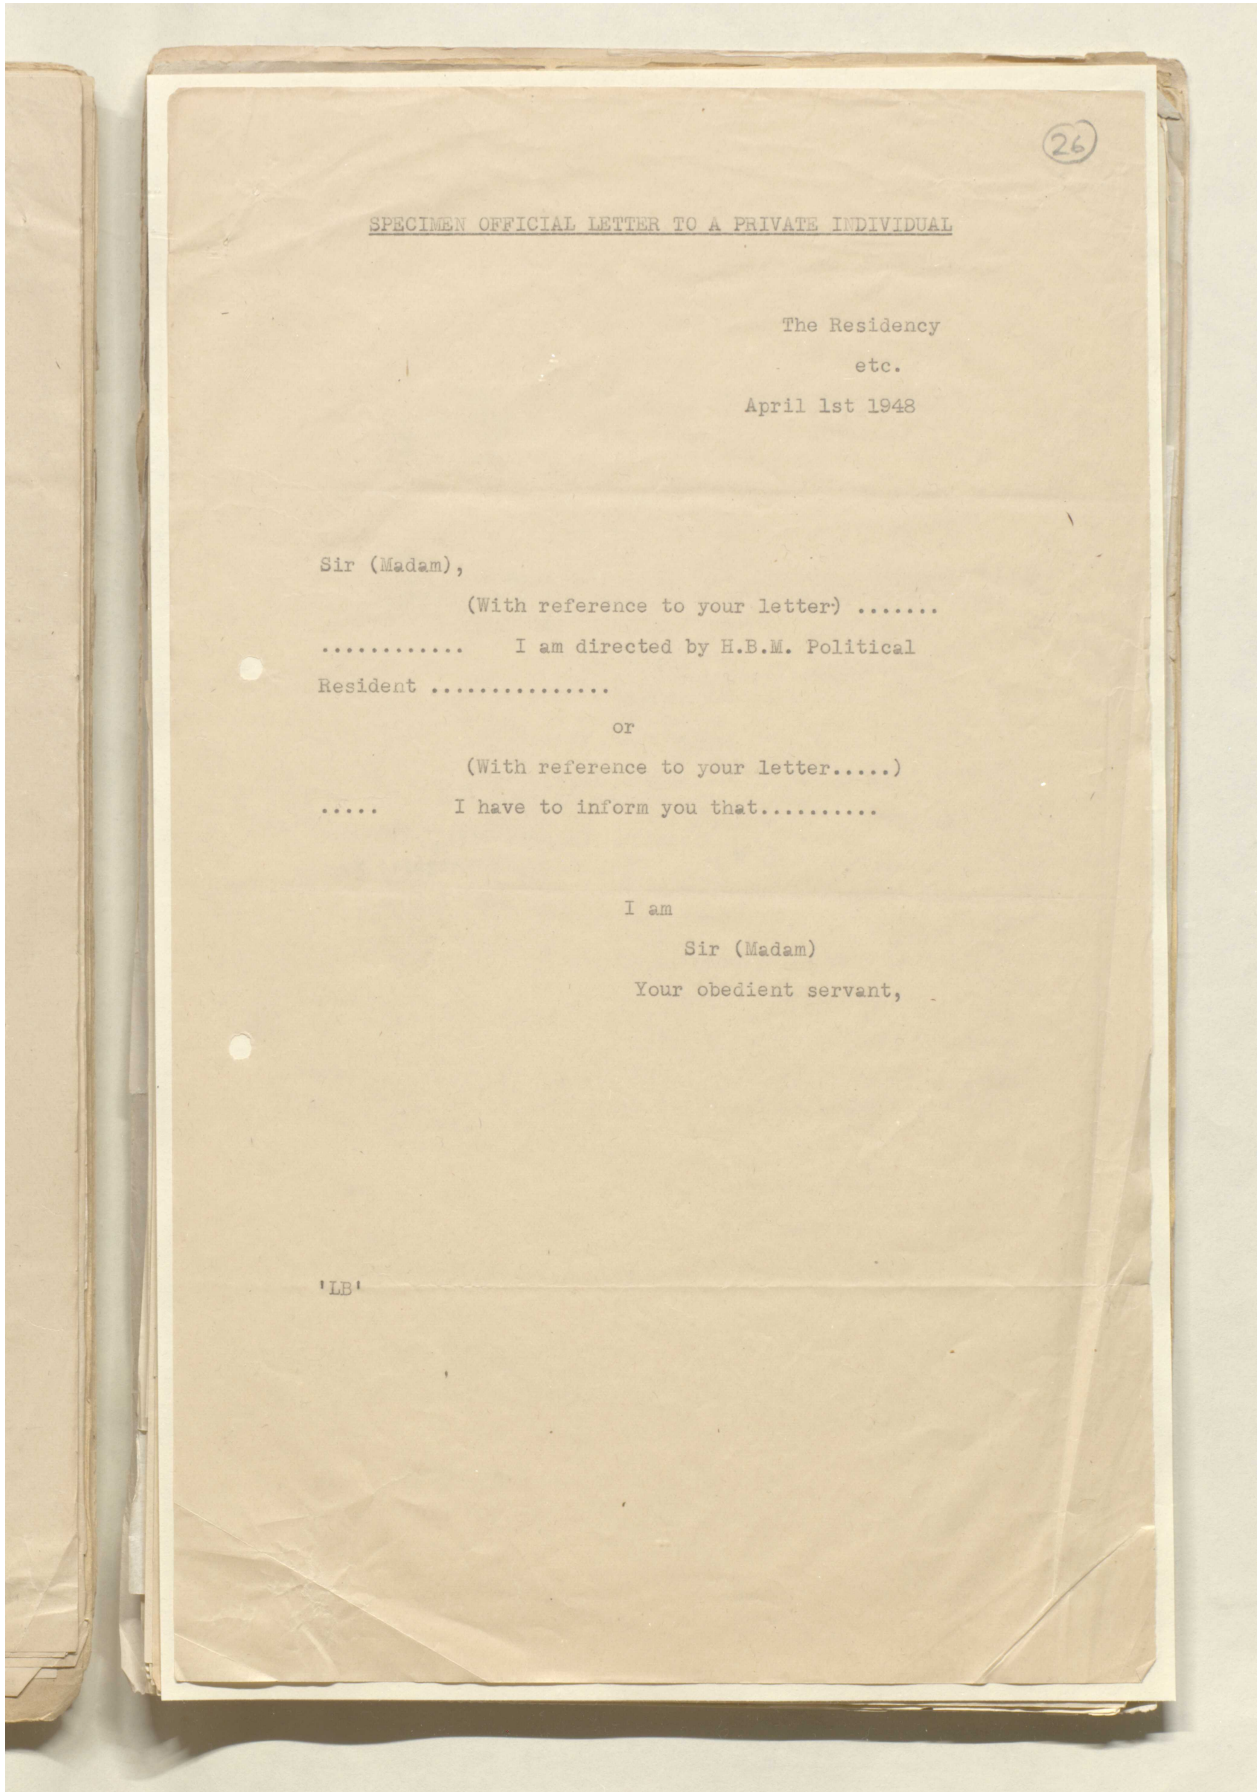 26
SPECIMEN OFFICIAL LETTER TO A PRIVATE INDIVIDUAL
The Residency
etc.
April 1st 1948
Sir (Madam),
(With reference to your letter) .......
............ I am directed by H.B.M. Political
Resident ...............
or
(With reference to your letter.....)
..... I have to inform you that..........
I am
Sir (Madam)
Your obedient servant,
'LB'